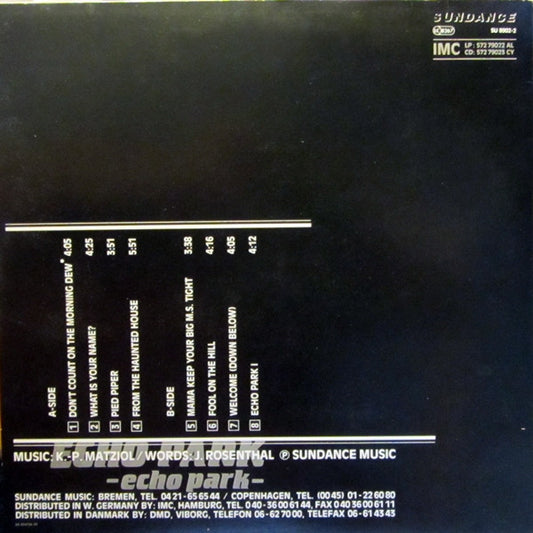 SUNDANCE
SU 8902-2
IMC
LP: 572 79022 AL
CD: 572 79023 CY
A-SIDE
1 DON'T COUNT ON THE MORNING DEW* 4:05
2 WHAT IS YOUR NAME? 4:25
3 PIED PIPER 3:51
4 FROM THE HAUNTED HOUSE 5:51
B-SIDE
5 MAMA KEEP YOUR BIG M.S. TIGHT 3:38
6 FOOL ON THE HILL 4:16
7 WELCOME (DOWN BELOW) 4:05
8 ECHO PARK I 4:12
ECHO PARK
MUSIC: K.-P. MATZIOL / WORDS: J. ROSENTHAL ℗ SUNDANCE MUSIC
-echo park-
SUNDANCE MUSIC: BREMEN, TEL. 0421-656544 / COPENHAGEN, TEL. (0045) 01-226080
DISTRIBUTED IN W. GERMANY BY: IMC, HAMBURG, TEL. 040-36006144, FAX 040 36006111
DISTRIBUTED IN DANMARK BY: DMD, VIBORG, TELEFON 06-627000, TELEFAX 06-614343